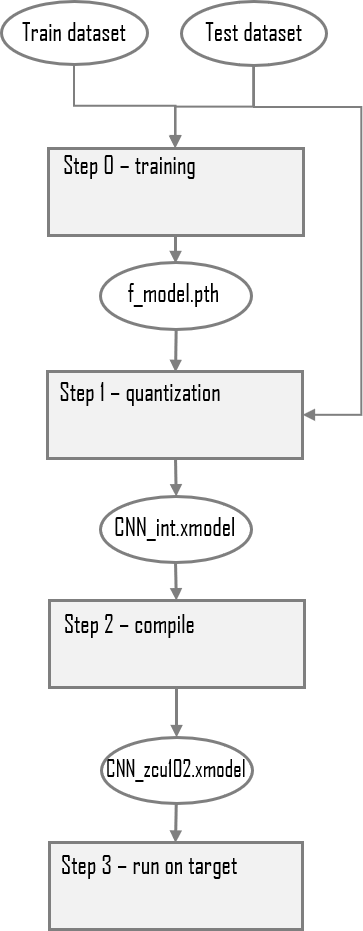 Train dataset
Test dataset
Step 0 – training
f_model.pth
Step 1 – quantization
CNN_int.xmodel
Step 2 – compile
CNN_zcu102.xmodel
Step 3 – run on target